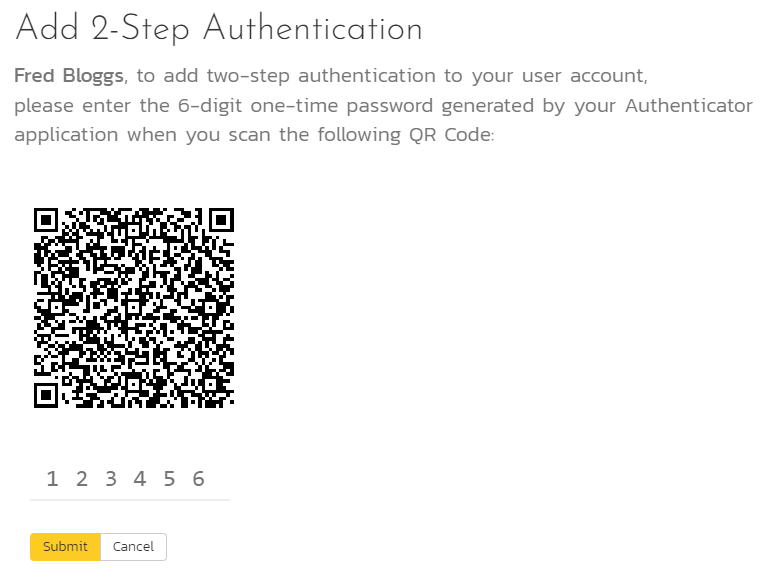 Add 2-Step Authentication
Fred Bloggs, to add two-step authentication to your user account,
please enter the 6-digit one-time password generated by your Authenticator
application when you scan the following QR Code:
1 2 3 4 5 6
Submit Cancel